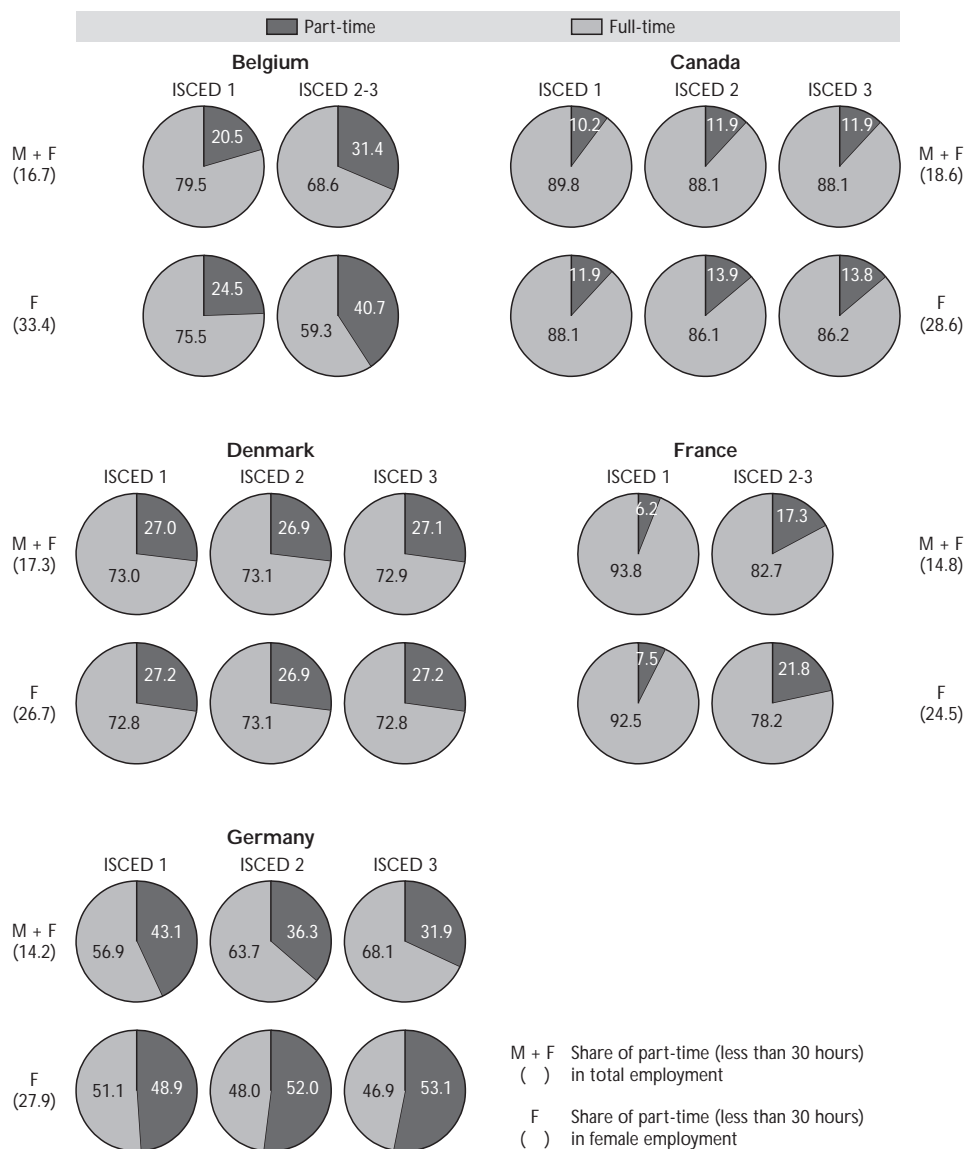 Part-time Full-time
Belgium Canada
ISCED 1 ISCED 2-3 ISCED 1 ISCED 2 ISCED 3
20.5 31.4 10.2 11.9 11.9
M + F M + F
(16.7) (18.6)
79.5 68.6 89.8 88.1 88.1
24.5 40.7 11.9 13.9 13.8
F F
(33.4) (28.6)
75.5 59.3 88.1 86.1 86.2
Denmark France
ISCED 1 ISCED 2 ISCED 3 ISCED 1 ISCED 2-3
27.0 26.9 27.1 6.2 17.3
M + F M + F
(17.3) (14.8)
73.0 73.1 72.9 93.8 82.7
27.2 26.9 27.2 7.5 21.8
F F
(26.7) (24.5)
72.8 73.1 72.8 92.5 78.2
Germany
ISCED 1 ISCED 2 ISCED 3
M + F
(14.2)
56.9 43.1 63.7 36.3 68.1 31.9
F
(27.9)
51.1 48.9 48.0 52.0 46.9 53.1
M + F Share of part-time (less than 30 hours)
( ) in total employment
F Share of part-time (less than 30 hours)
( ) in female employment